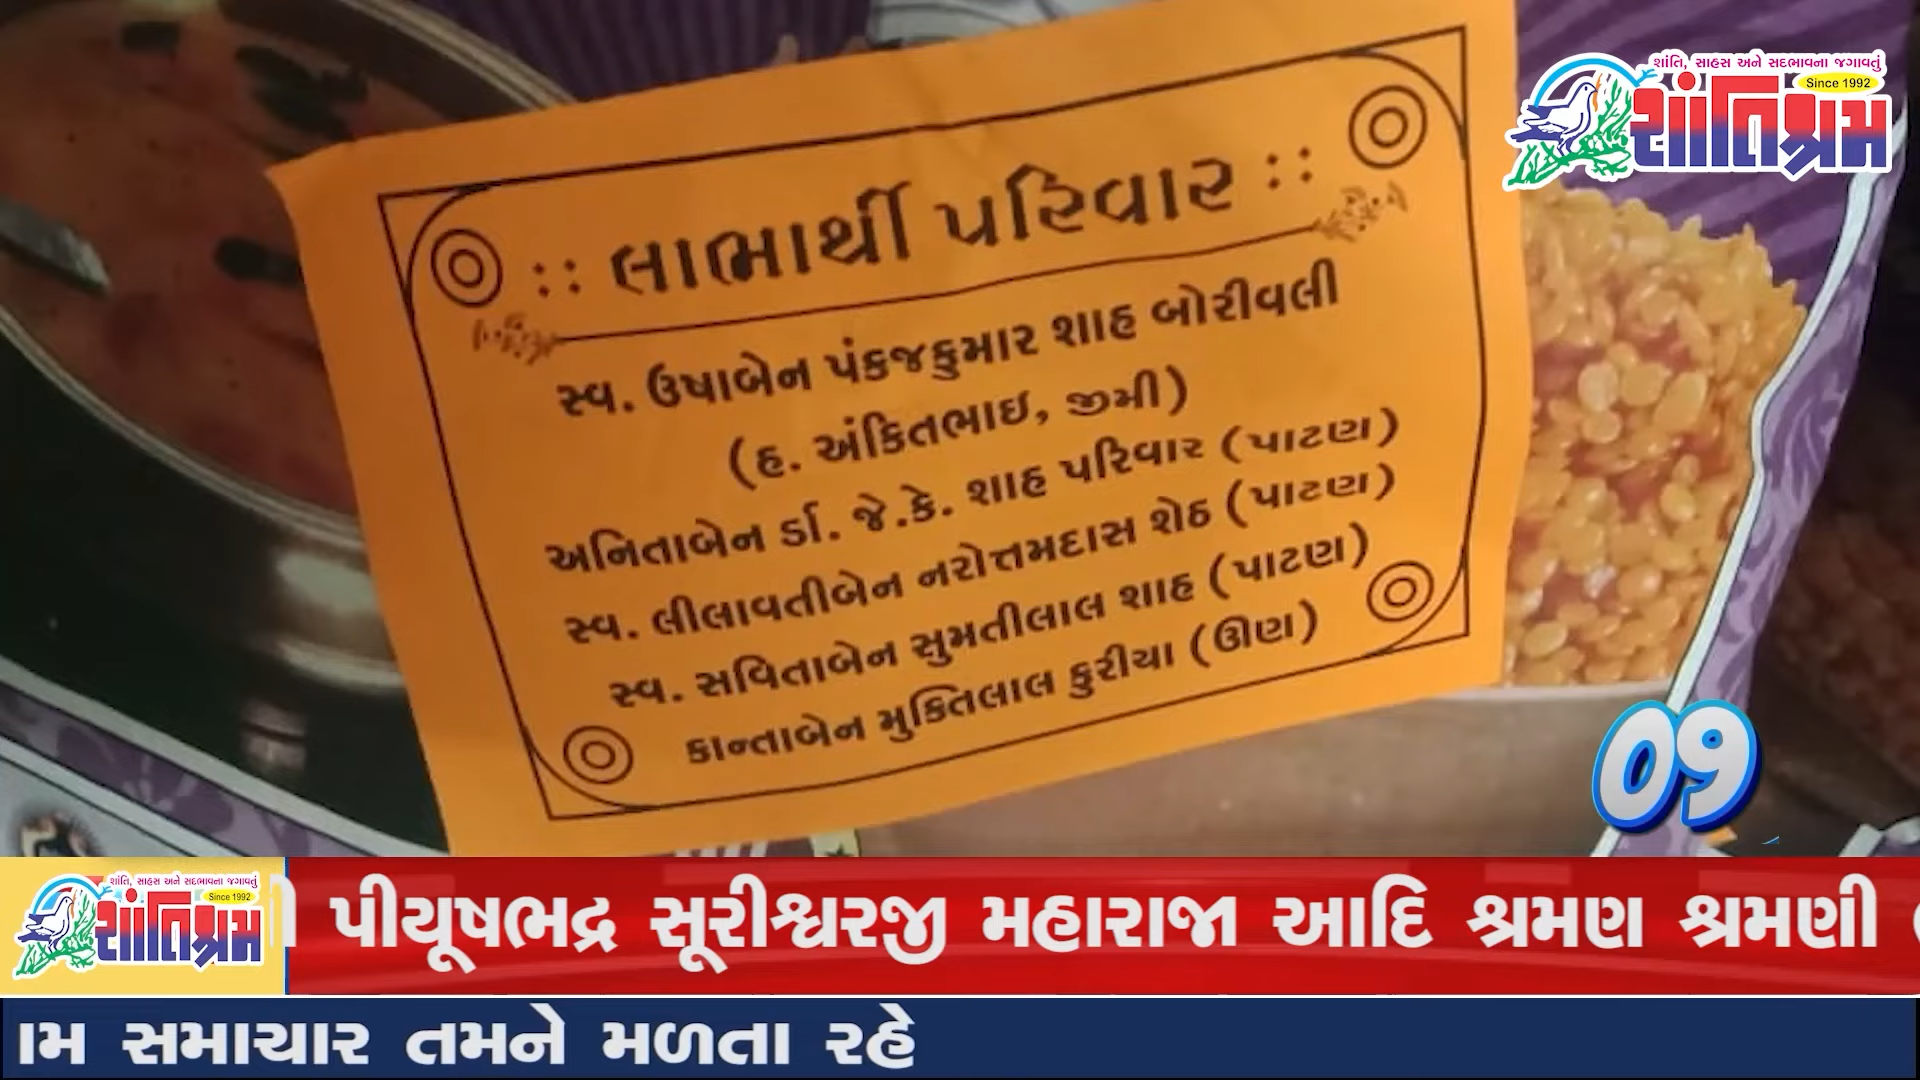 શાંતિ, સાહસ અને સદભાવના જગાવતું
Since 1992
શાંતિશ્રમ
:: લાભાર્થી પરિવાર ::
સ્વ. ઉષાબેન પંકજકુમાર શાહ બોરીવલી
(હ. અંકિતભાઇ, જીમી)
અનિતાબેન ર્ડા. જે.કે. શાહ પરિવાર (પાટણ)
સ્વ. લીલાવતીબેન નરોત્તમદાસ શેઠ (પાટણ)
સ્વ. સવિતાબેન સુમતીલાલ શાહ (પાટણ)
કાન્તાબેન મુક્તિલાલ કુરીયા (ઊણ)
09
શાંતિ, સાહસ અને સદભાવના જગાવતું
Since 1992
શાંતિશ્રમ
પીયૂષભદ્ર સૂરીશ્વરજી મહારાજા આદિ શ્રમણ શ્રમણી
ામ સમાચાર તમને મળતા રહે